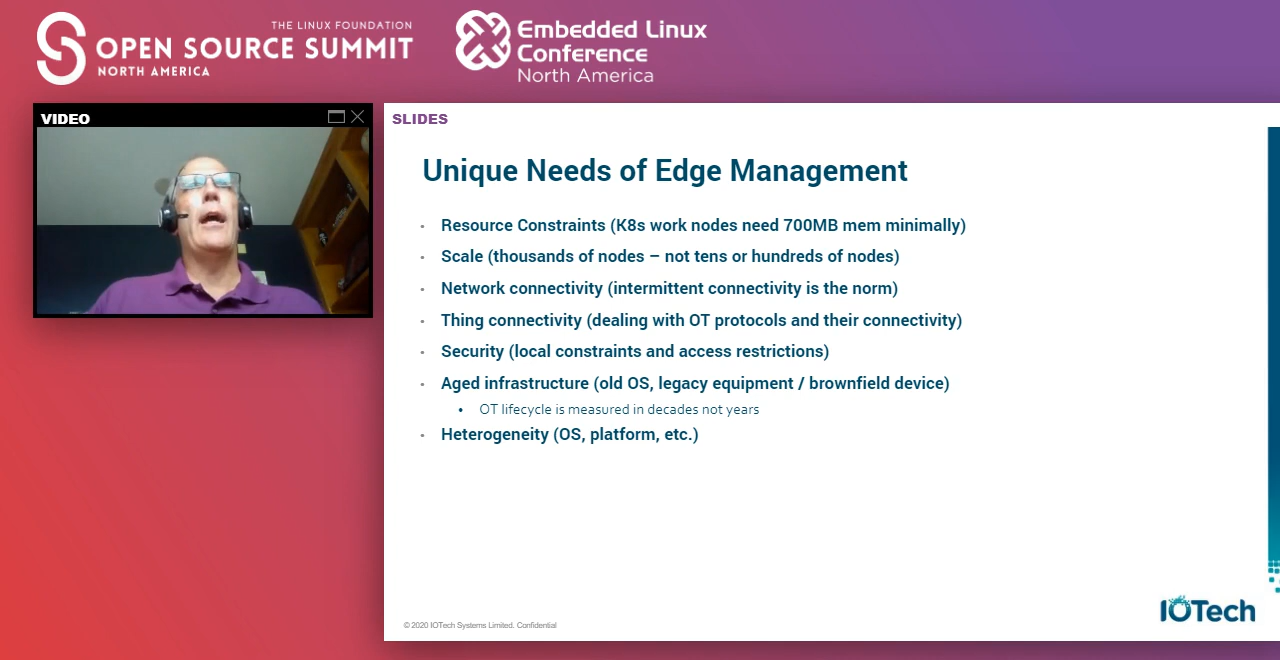 THE LINUX FOUNDATION
OPEN SOURCE SUMMIT
NORTH AMERICA
Embedded Linux
Conference
North America
VIDEO
SLIDES
Unique Needs of Edge Management
• Resource Constraints (K8s work nodes need 700MB mem minimally)
• Scale (thousands of nodes – not tens or hundreds of nodes)
• Network connectivity (intermittent connectivity is the norm)
• Thing connectivity (dealing with OT protocols and their connectivity)
• Security (local constraints and access restrictions)
• Aged infrastructure (old OS, legacy equipment / brownfield device)
• OT lifecycle is measured in decades not years
• Heterogeneity (OS, platform, etc.)
© 2020 IOTech Systems Limited. Confidential
IOTech